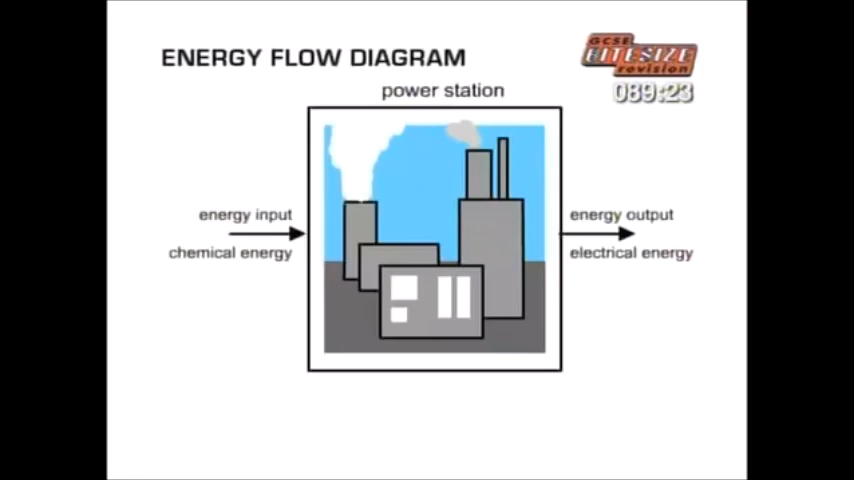 ENERGY FLOW DIAGRAM
GCSE
BITESIZE
revision
089:23
power station
energy input
chemical energy
energy output
electrical energy